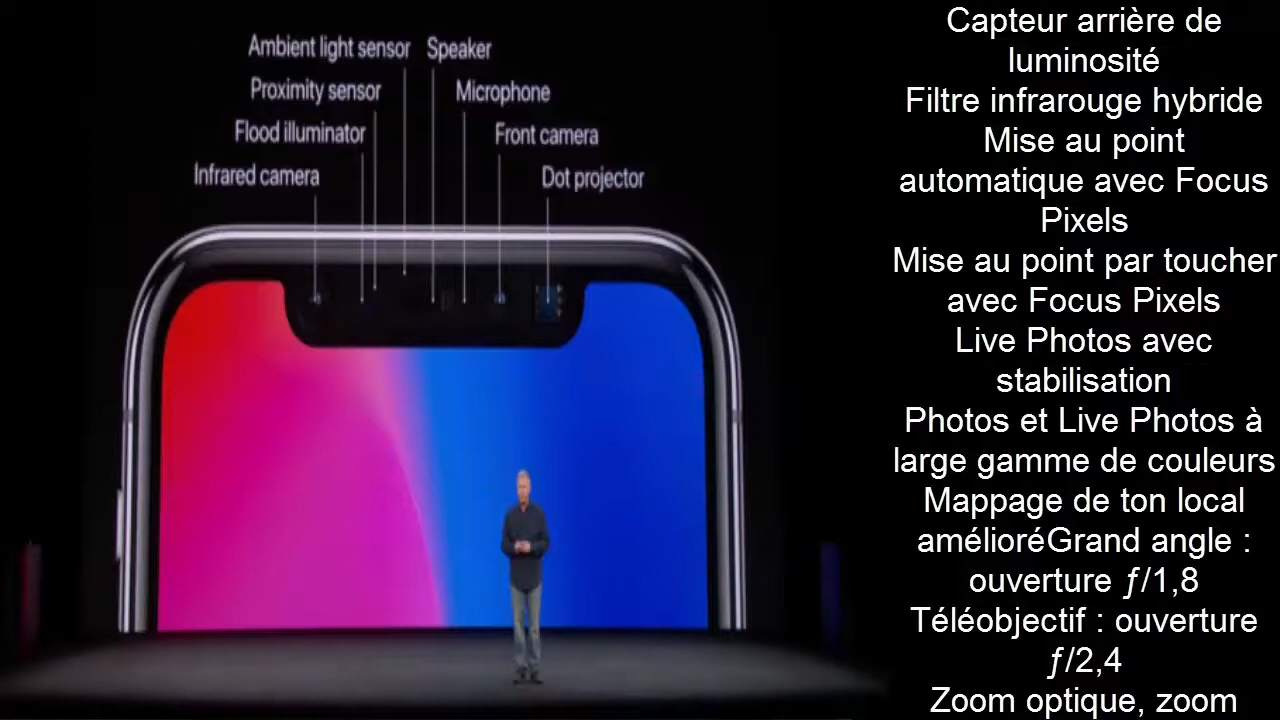 Ambient light sensor
Speaker
Proximity sensor
Microphone
Flood illuminator
Front camera
Infrared camera
Dot projector
Capteur arrière de
luminosité
Filtre infrarouge hybride
Mise au point
automatique avec Focus
Pixels
Mise au point par toucher
avec Focus Pixels
Live Photos avec
stabilisation
Photos et Live Photos à
large gamme de couleurs
Mappage de ton local
amélioréGrand angle :
ouverture ƒ/1,8
Téléobjectif : ouverture
ƒ/2,4
Zoom optique, zoom